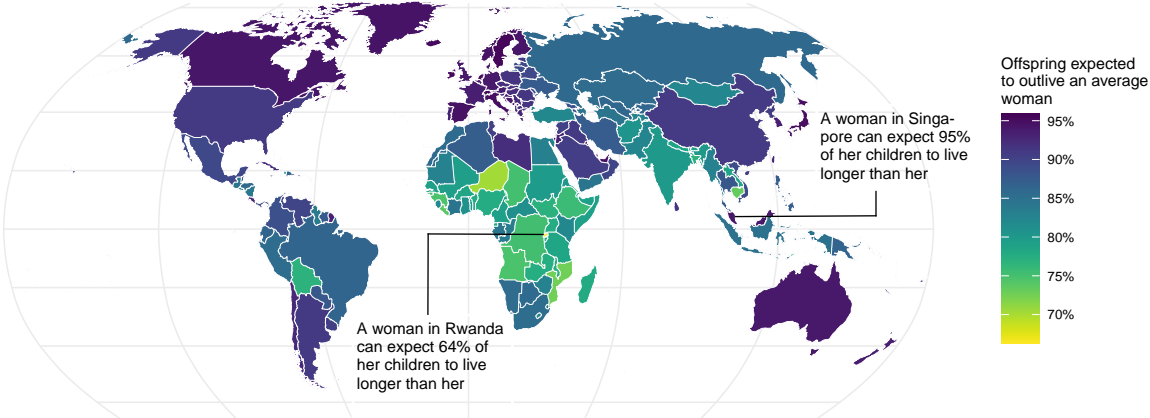 Offspring expected
to outlive an average
woman
95%
90%
85%
80%
75%
70%
A woman in Singa-
pore can expect 95%
of her children to live
longer than her
A woman in Rwanda
can expect 64% of
her children to live
longer than her